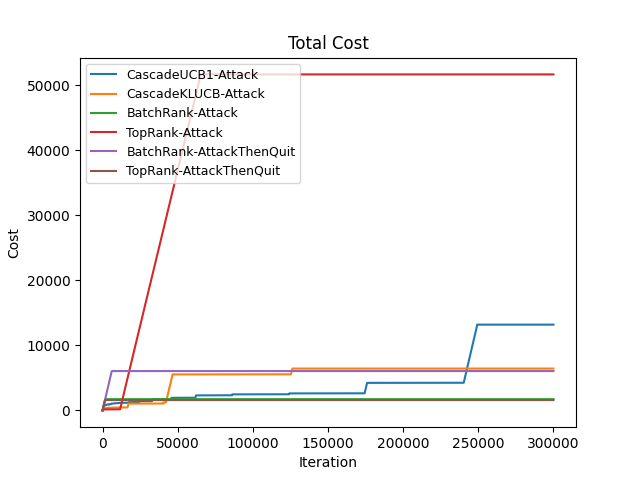 Total Cost
CascadeUCB1-Attack
CascadeKLUCB-Attack
BatchRank-Attack
TopRank-Attack
BatchRank-AttackThenQuit
TopRank-AttackThenQuit
50000
40000
30000
20000
10000
0
Cost
0 50000 100000 150000 200000 250000 300000
Iteration